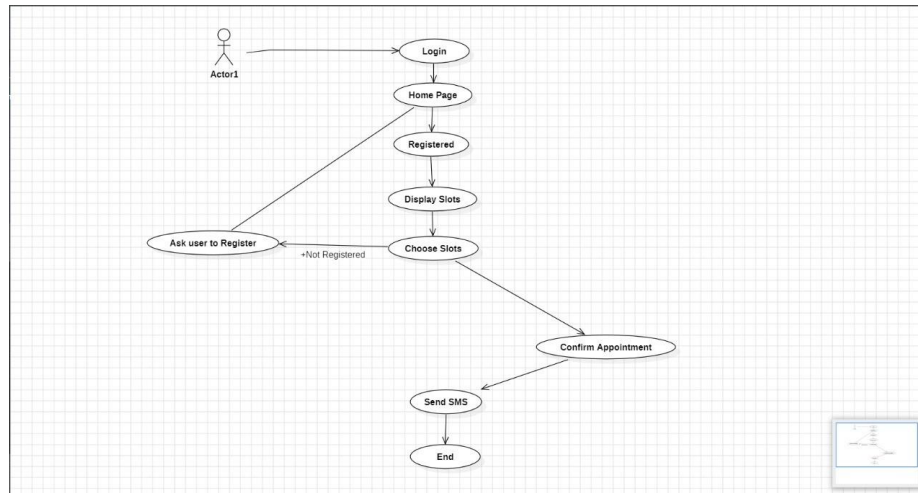 Login
Actor1
Home Page
Registered
Display Slots
Ask user to Register
Choose Slots
+Not Registered
Confirm Appointment
Send SMS
End